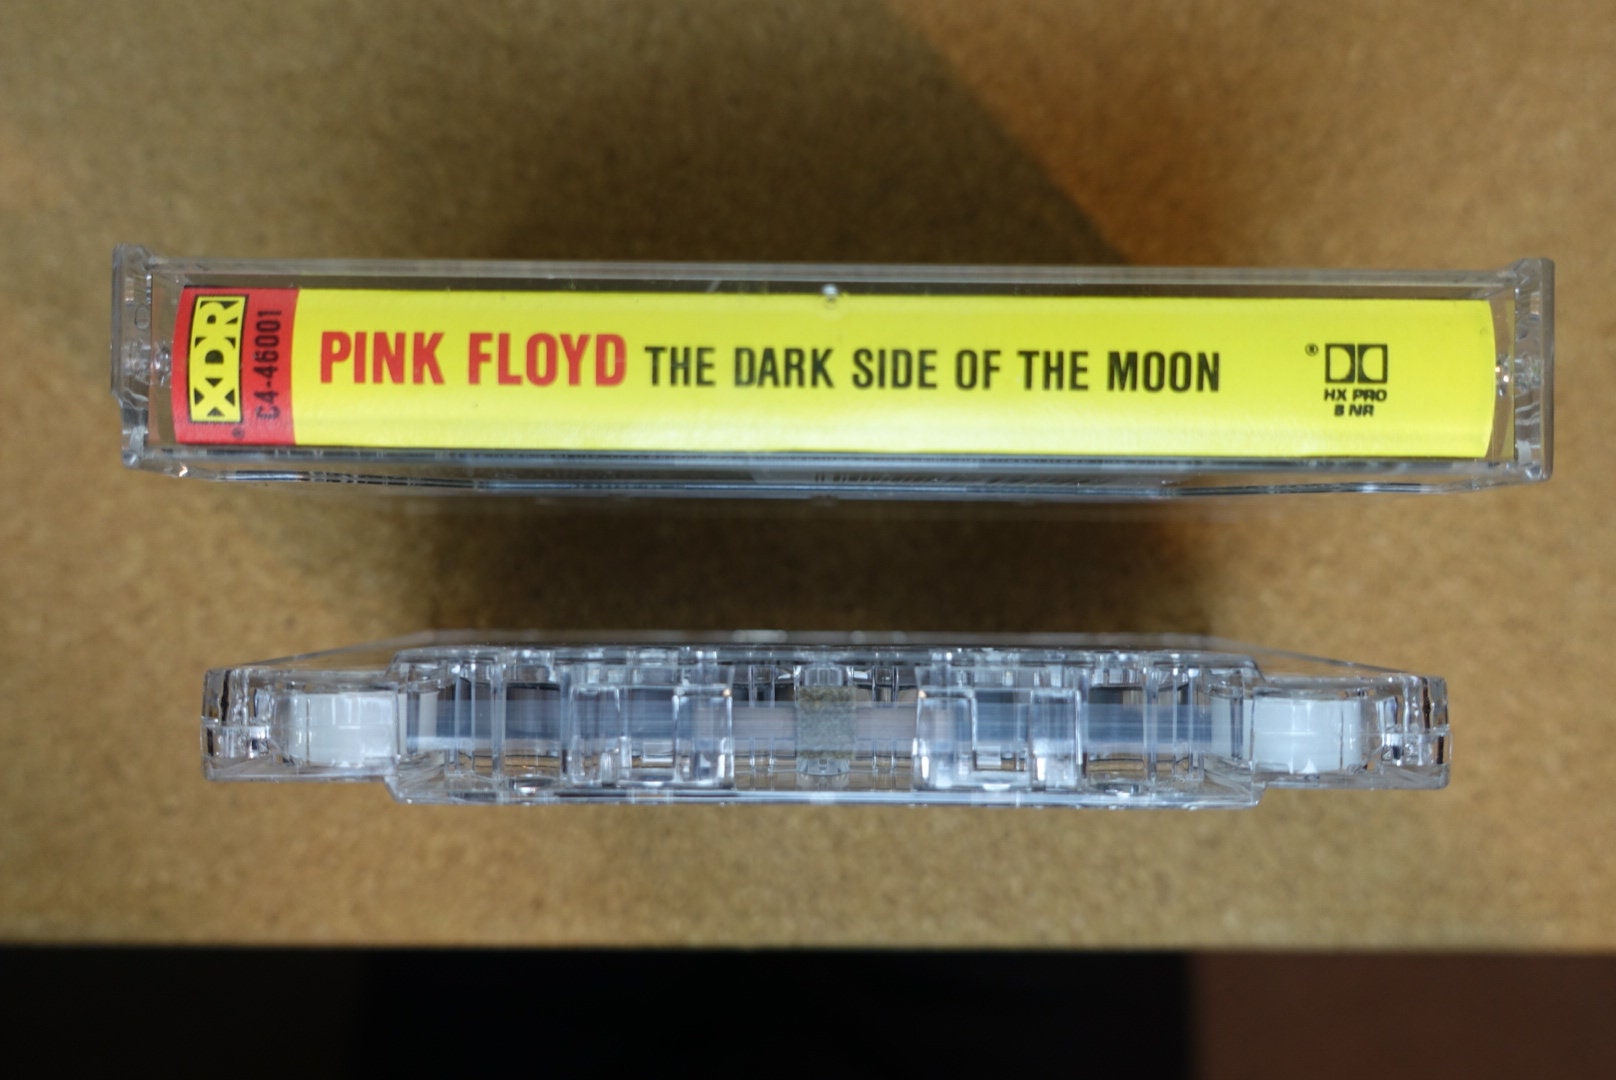 XDR
C4-46001
PINK FLOYD THE DARK SIDE OF THE MOON
®
HX PRO
B NR